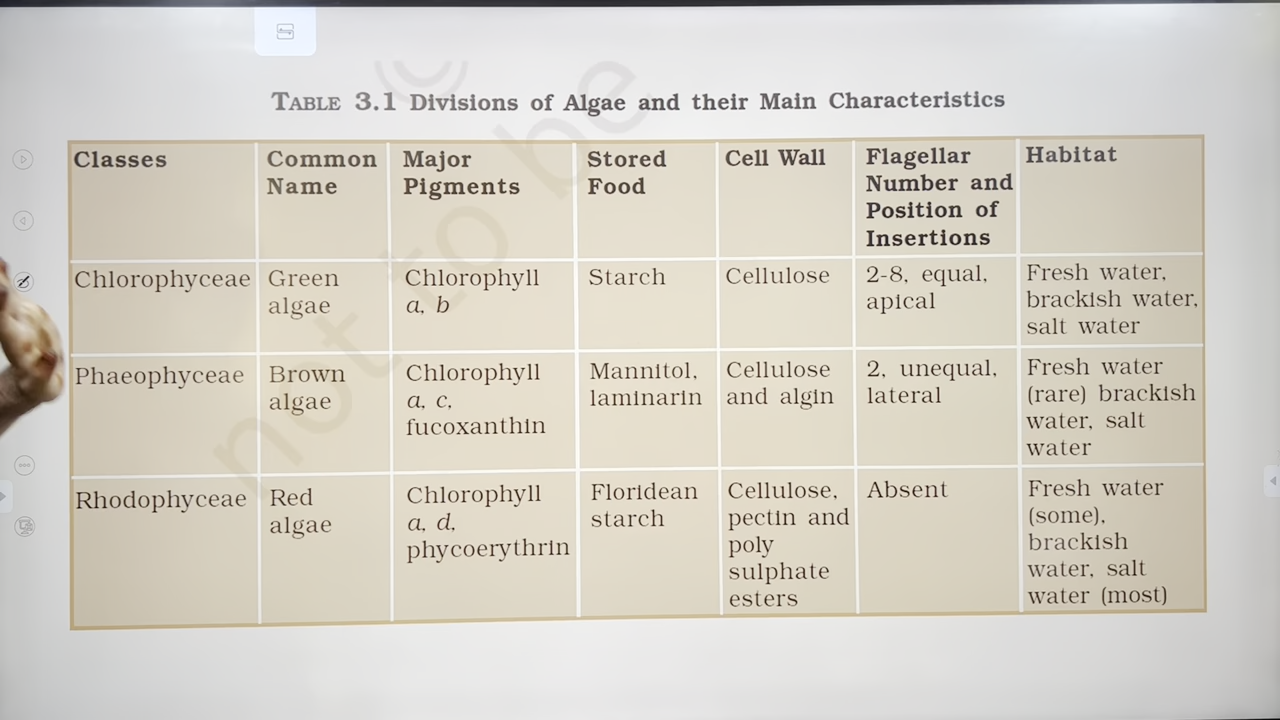 TABLE 3.1 Divisions of Algae and their Main Characteristics
Classes
Common
Name
Major
Pigments
Stored
Food
Cell Wall
Flagellar
Number and
Position of
Insertions
Habitat
Chlorophyceae
Green
algae
Chlorophyll
a, b
Starch
Cellulose
2-8, equal,
apical
Fresh water,
brackish water,
salt water
Phaeophyceae
Brown
algae
Chlorophyll
a, c,
fucoxanthin
Mannitol,
laminarin
Cellulose
and algin
2, unequal,
lateral
Fresh water
(rare) brackish
water, salt
water
Rhodophyceae
Red
algae
Chlorophyll
a, d,
phycoerythrin
Floridean
starch
Cellulose,
pectin and
poly
sulphate
esters
Absent
Fresh water
(some),
brackish
water, salt
water (most)
©
not to be